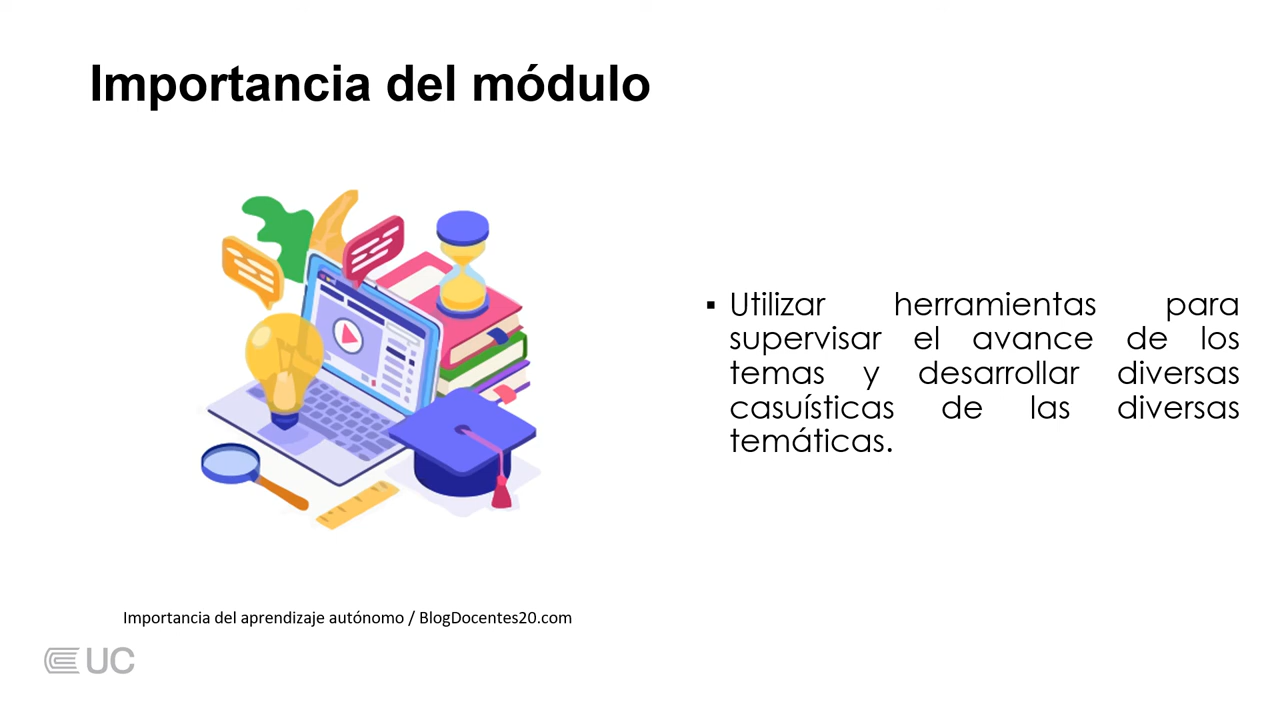 Importancia del módulo
▪ Utilizar herramientas para
supervisar el avance de los
temas y desarrollar diversas
casuísticas de las diversas
temáticas.
Importancia del aprendizaje autónomo / BlogDocentes20.com
UC